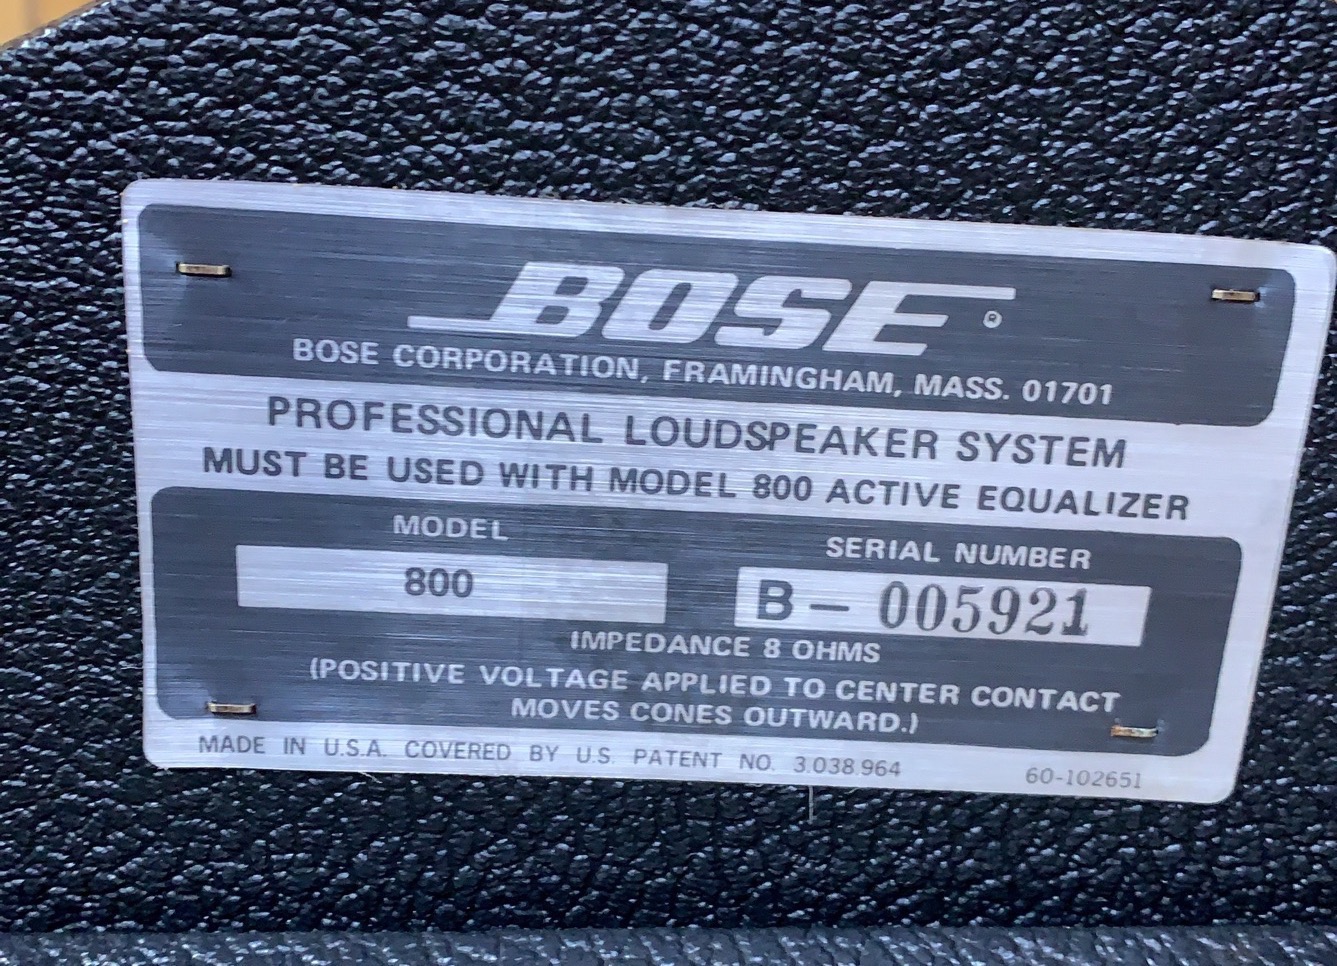 BOSE®
BOSE CORPORATION, FRAMINGHAM, MASS. 01701
PROFESSIONAL LOUDSPEAKER SYSTEM
MUST BE USED WITH MODEL 800 ACTIVE EQUALIZER
MODEL
800
SERIAL NUMBER
B- 005921
IMPEDANCE 8 OHMS
(POSITIVE VOLTAGE APPLIED TO CENTER CONTACT
MOVES CONES OUTWARD.)
MADE IN U.S.A. COVERED BY U.S. PATENT NO. 3.038.964
60-102651